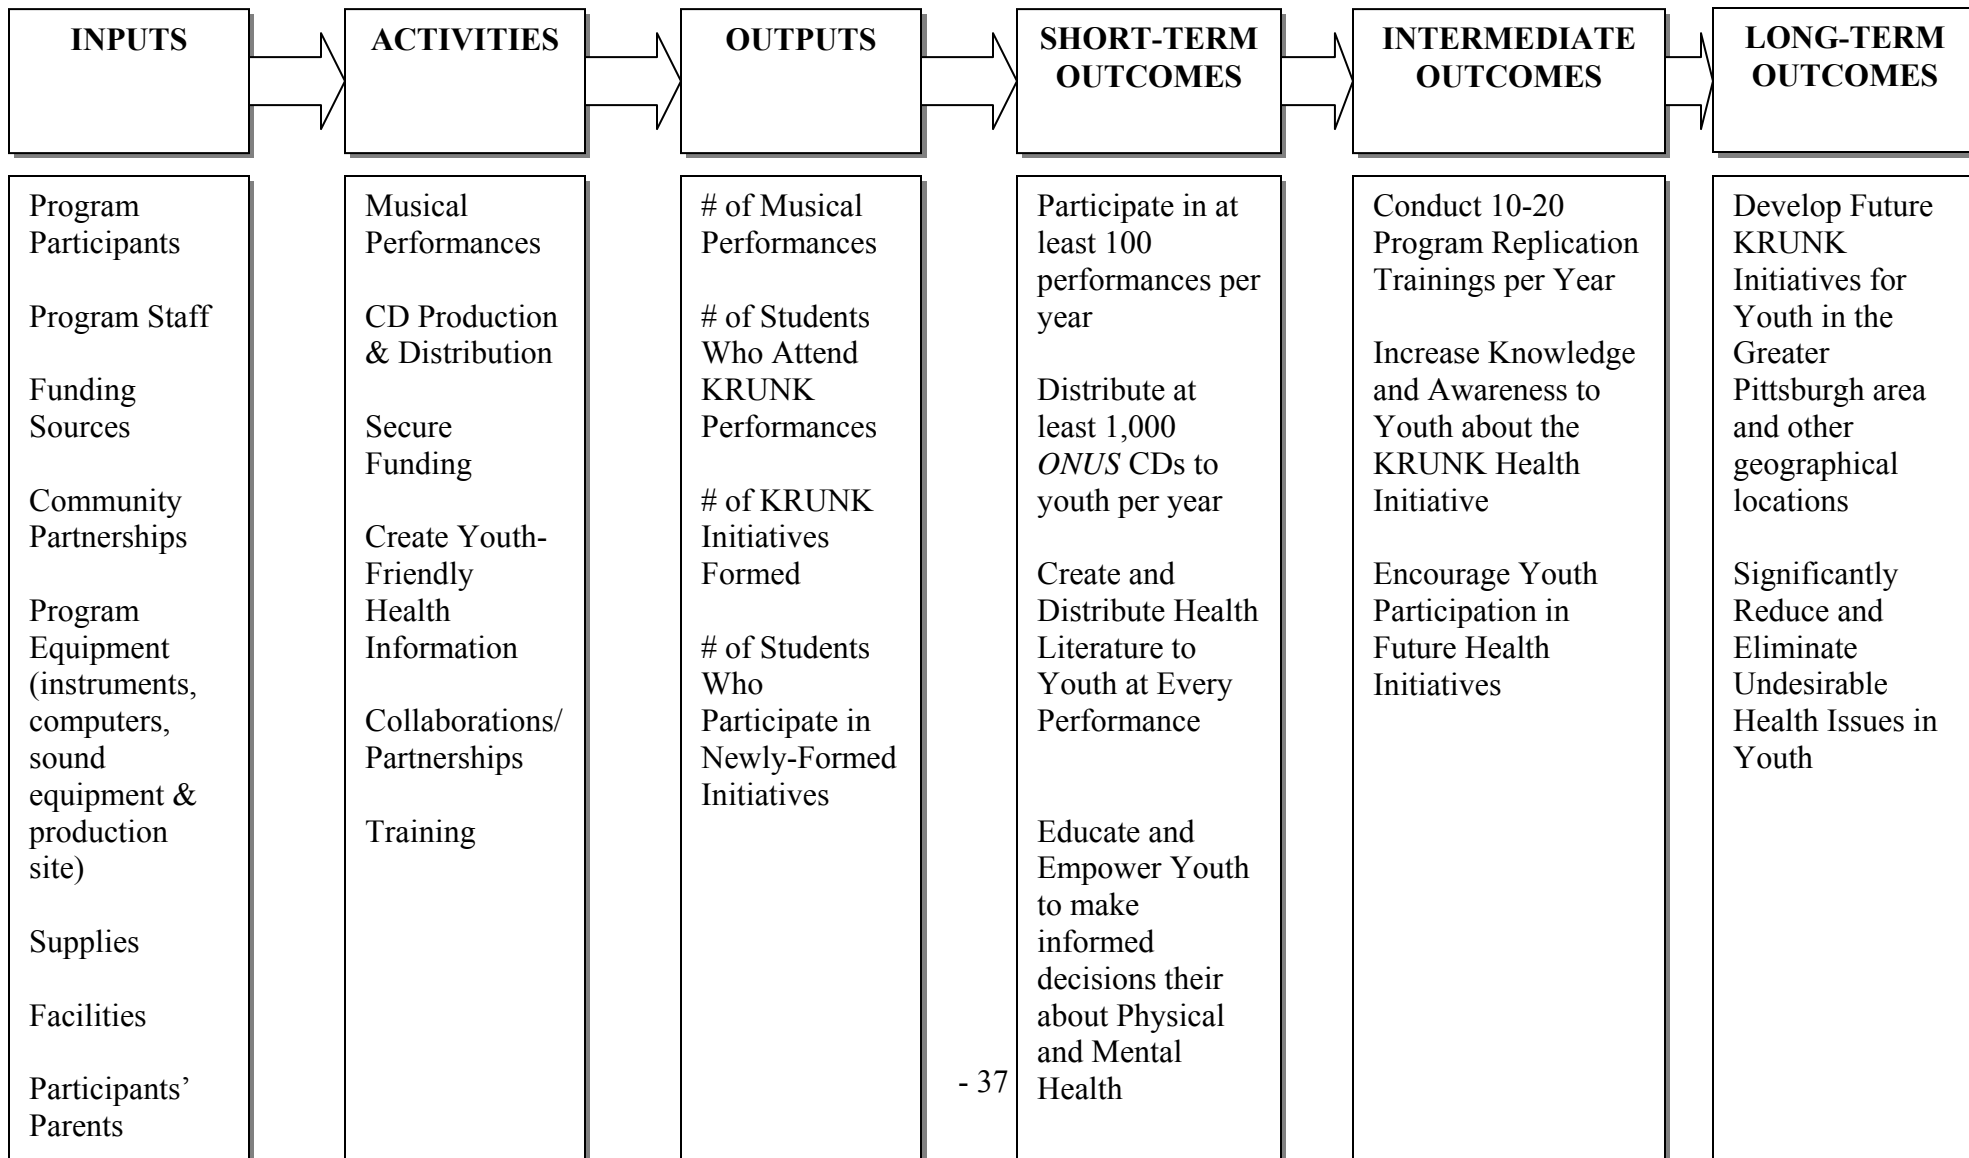 INPUTS
ACTIVITIES
OUTPUTS
SHORT-TERM
OUTCOMES
INTERMEDIATE
OUTCOMES
LONG-TERM
OUTCOMES
Program
Participants
Program Staff
Funding
Sources
Community
Partnerships
Program
Equipment
(instruments,
computers,
sound
equipment &
production
site)
Supplies
Facilities
Participants’
Parents
Musical
Performances
CD Production
& Distribution
Secure
Funding
Create Youth-
Friendly
Health
Information
Collaborations/
Partnerships
Training
# of Musical
Performances
# of Students
Who Attend
KRUNK
Performances
# of KRUNK
Initiatives
Formed
# of Students
Who
Participate in
Newly-Formed
Initiatives
Participate in at
least 100
performances per
year
Distribute at
least 1,000
ONUS CDs to
youth per year
Create and
Distribute Health
Literature to
Youth at Every
Performance
Educate and
Empower Youth
to make
informed
decisions their
about Physical
and Mental
Health
Conduct 10-20
Program Replication
Trainings per Year
Increase Knowledge
and Awareness to
Youth about the
KRUNK Health
Initiative
Encourage Youth
Participation in
Future Health
Initiatives
Develop Future
KRUNK
Initiatives for
Youth in the
Greater
Pittsburgh area
and other
geographical
locations
Significantly
Reduce and
Eliminate
Undesirable
Health Issues in
Youth
- 37